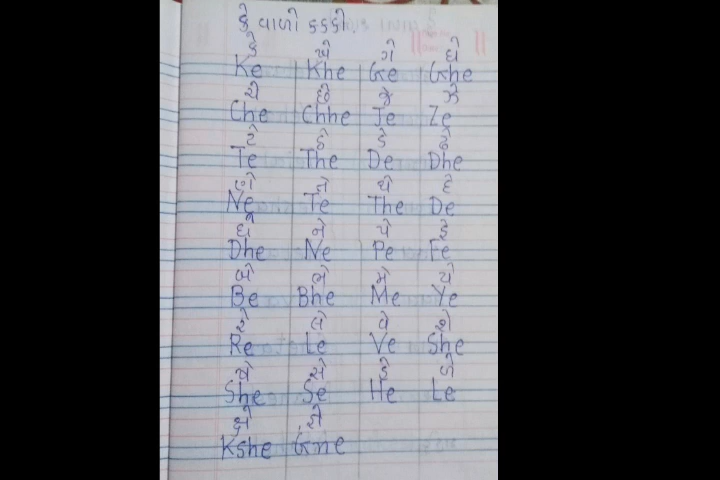 કે વાળો કક્કો.
કે ખે ગે ઘે
Ke Khe Ge Ghe
ચે છે જે ઝે
Che Chhe Je Ze
ટે ઠે ડે ઢે
Te The De Dhe
ણે તે થે દે
Ne Te The De
ધે ને પે ફે
Dhe Ne Pe Fe
બે ભે મે યે
Be Bhe Me Ye
રે લે વે શે
Re Le Ve She
ષે સે હે ળે
She Se He Le
ક્ષે જ્ઞે
Kshe Gne